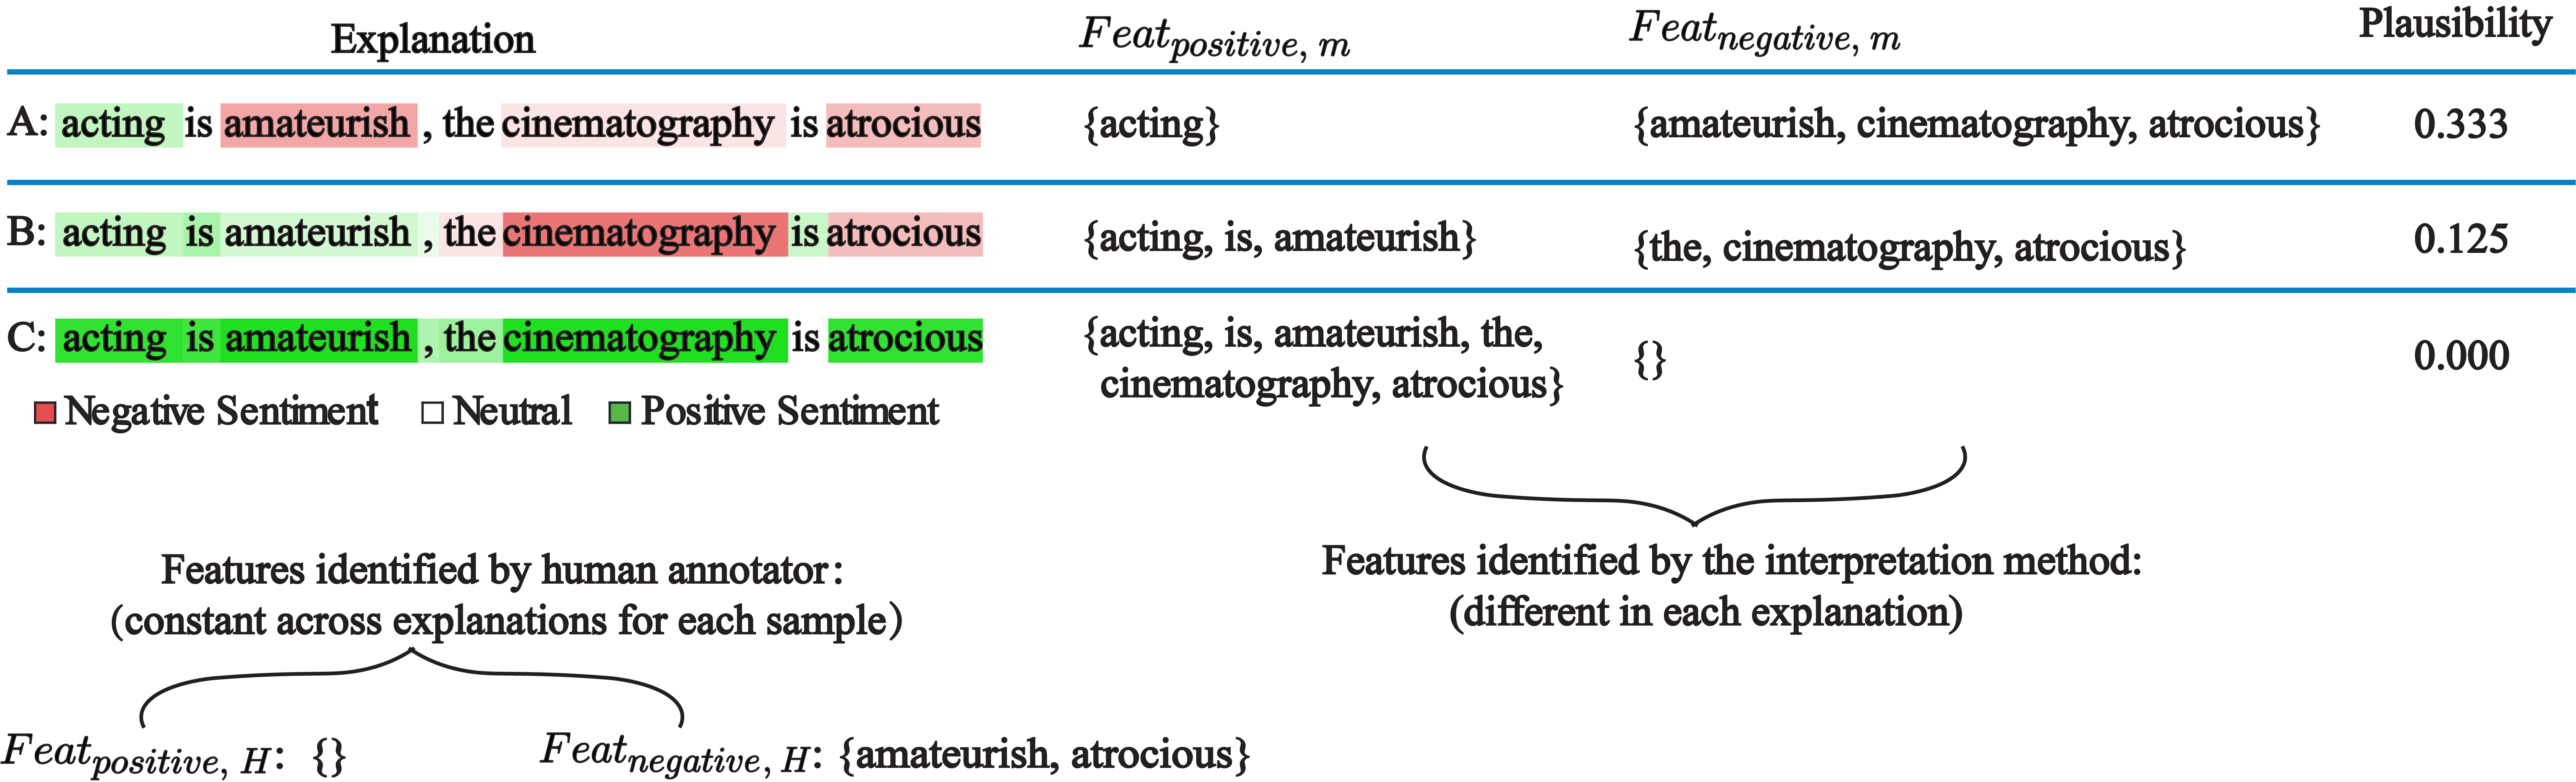 Explanation Feat_{positive, m} Feat_{negative, m} Plausibility
A: acting is amateurish , the cinematography is atrocious {acting} {amateurish, cinematography, atrocious} 0.333
B: acting is amateurish , the cinematography is atrocious {acting, is, amateurish} {the, cinematography, atrocious} 0.125
C: acting is amateurish , the cinematography is atrocious {acting, is, amateurish, the,
cinematography, atrocious} {} 0.000
Negative Sentiment Neutral Positive Sentiment
Features identified by human annotator:
(constant across explanations for each sample)
Features identified by the interpretation method:
(different in each explanation)
Feat_{positive, H}: {} Feat_{negative, H}: {amateurish, atrocious}